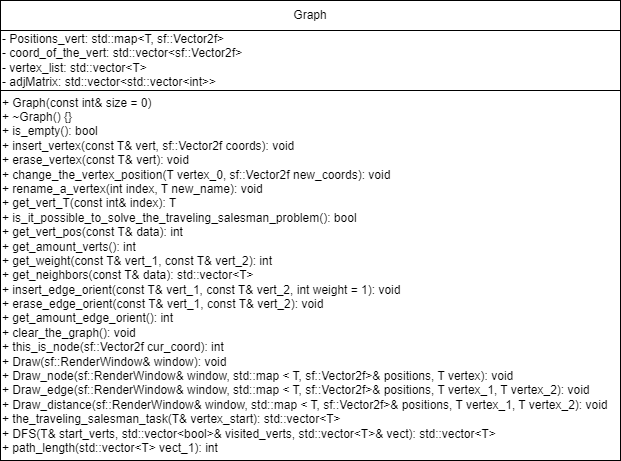 Graph
- Positions_vert: std::map<T, sf::Vector2f>
- coord_of_the_vert: std::vector<sf::Vector2f>
- vertex_list: std::vector<T>
- adjMatrix: std::vector<std::vector<int>>
+ Graph(const int& size = 0)
+ ~Graph() {}
+ is_empty(): bool
+ insert_vertex(const T& vert, sf::Vector2f coords): void
+ erase_vertex(const T& vert): void
+ change_the_vertex_position(T vertex_0, sf::Vector2f new_coords): void
+ rename_a_vertex(int index, T new_name): void
+ get_vert_T(const int& index): T
+ is_it_possible_to_solve_the_traveling_salesman_problem(): bool
+ get_vert_pos(const T& data): int
+ get_amount_verts(): int
+ get_weight(const T& vert_1, const T& vert_2): int
+ get_neighbors(const T& data): std::vector<T>
+ insert_edge_orient(const T& vert_1, const T& vert_2, int weight = 1): void
+ erase_edge_orient(const T& vert_1, const T& vert_2): void
+ get_amount_edge_orient(): int
+ clear_the_graph(): void
+ this_is_node(sf::Vector2f cur_coord): int
+ Draw(sf::RenderWindow& window): void
+ Draw_node(sf::RenderWindow& window, std::map < T, sf::Vector2f>& positions, T vertex): void
+ Draw_edge(sf::RenderWindow& window, std::map < T, sf::Vector2f>& positions, T vertex_1, T vertex_2): void
+ Draw_distance(sf::RenderWindow& window, std::map < T, sf::Vector2f>& positions, T vertex_1, T vertex_2): void
+ the_traveling_salesman_task(T& vertex_start): std::vector<T>
+ DFS(T& start_verts, std::vector<bool>& visited_verts, std::vector<T>& vect): std::vector<T>
+ path_length(std::vector<T> vect_1): int